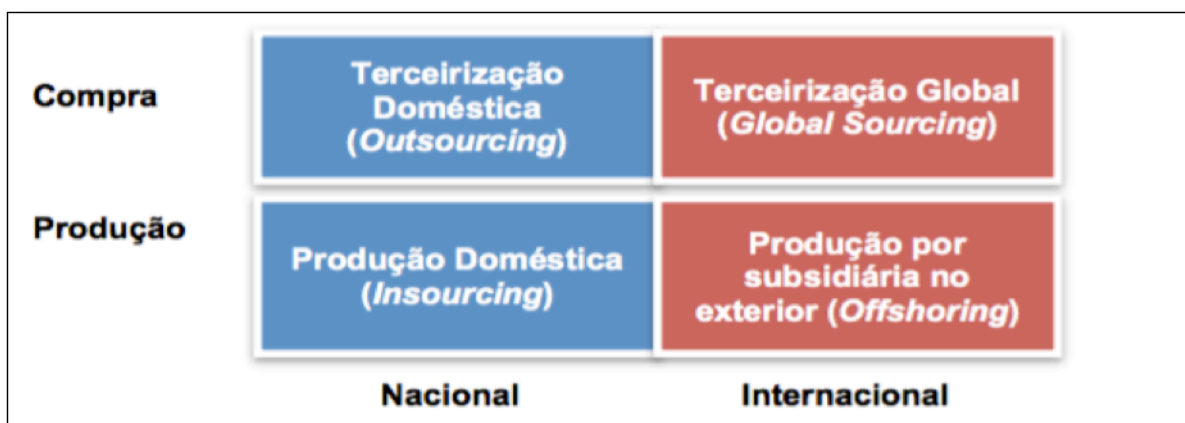 Compra
Terceirização
Doméstica
(Outsourcing)
Terceirização Global
(Global Sourcing)
Produção
Produção Doméstica
(Insourcing)
Produção por
subsidiária no
exterior (Offshoring)
Nacional
Internacional